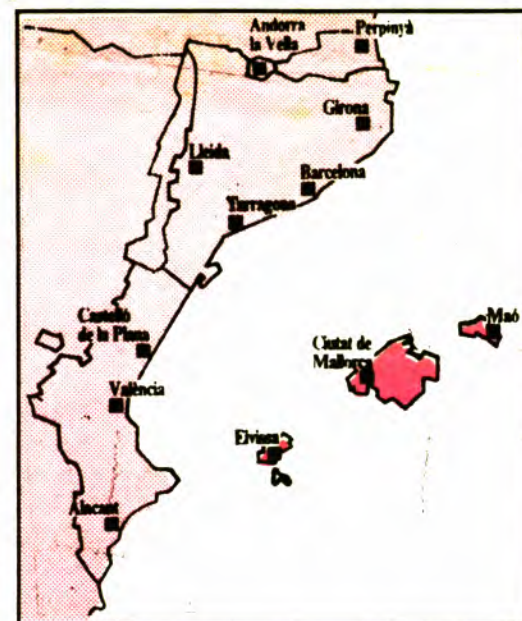 Andorra
la Vella
Perpinyà
Girona
Lleida
Barcelona
Tarragona
Castelló
de la Plana
Maó
Ciutat de
Mallorca
València
Eivissa
Alacant